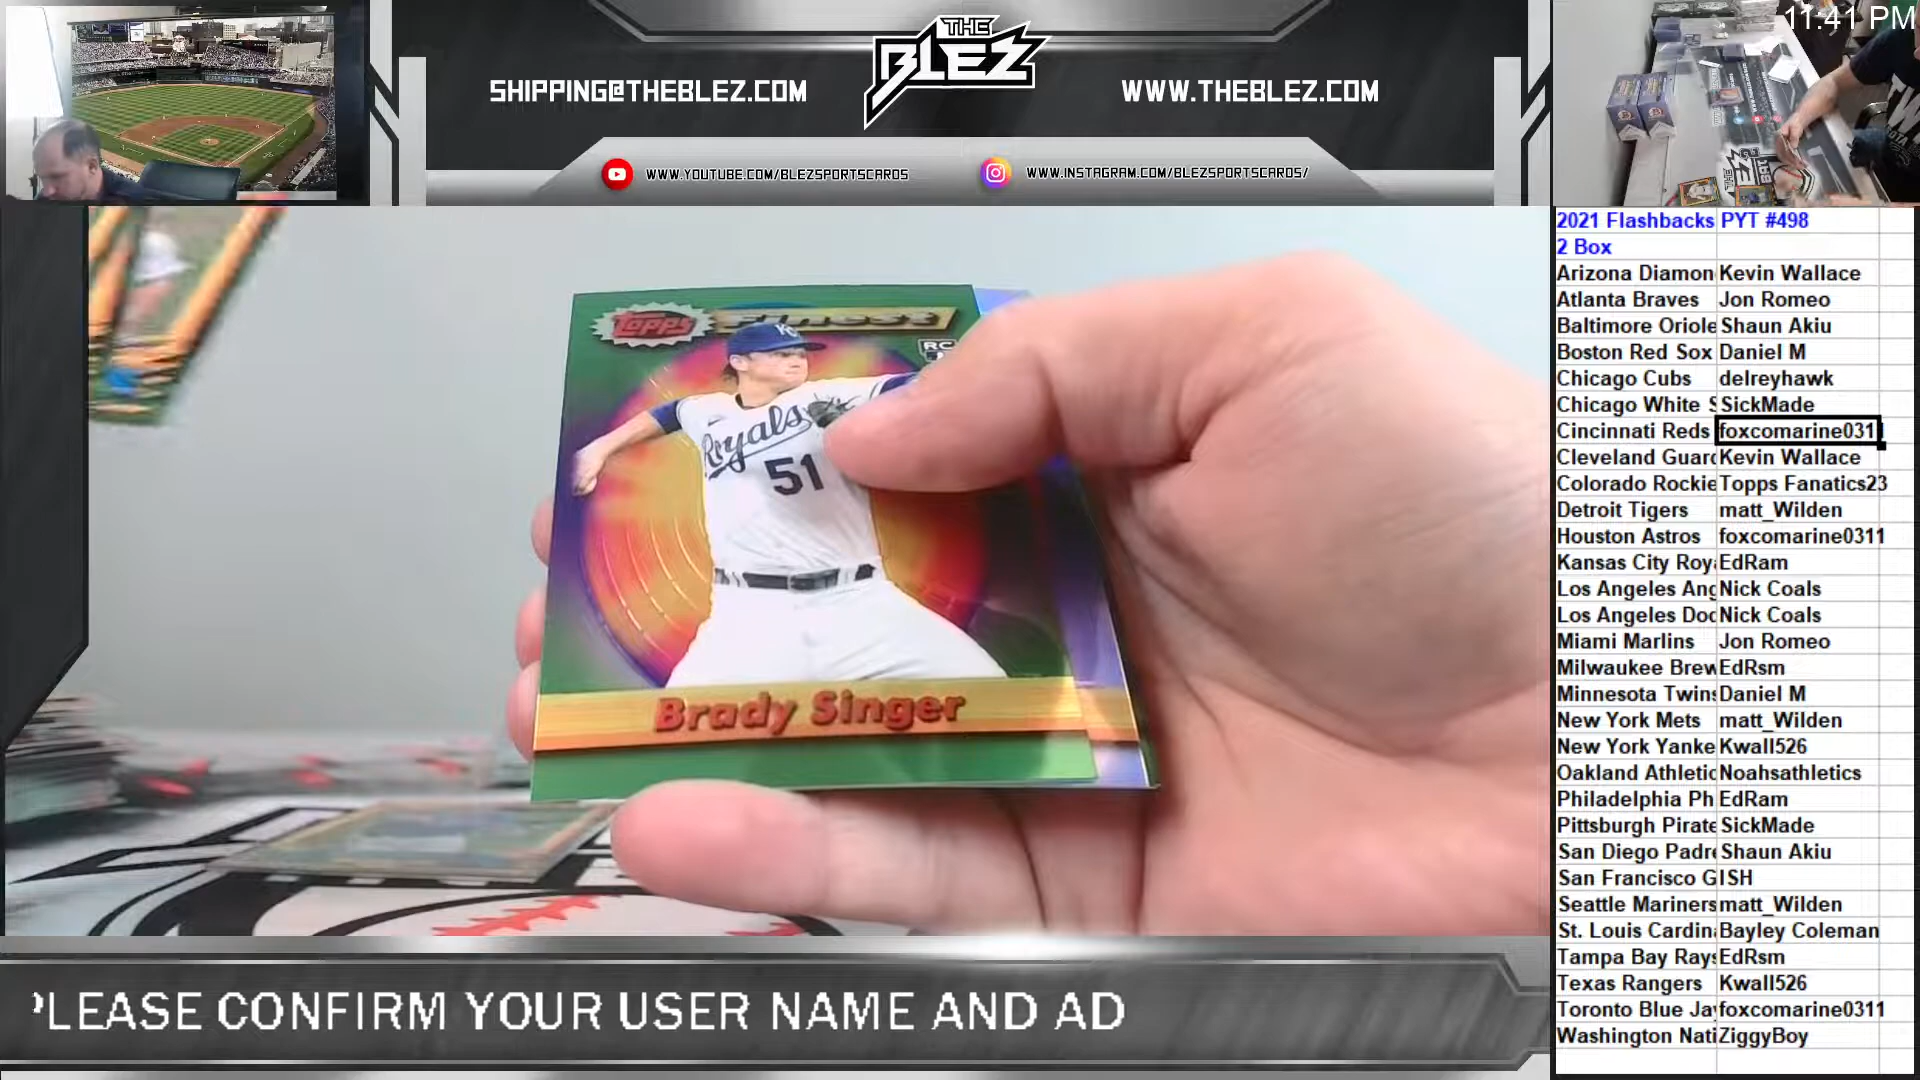 11:41 PM
THE
BLEZ
SHIPPING@THEBLEZ.COM
WWW.THEBLEZ.COM
WWW.YOUTUBE.COM/BLEZSPORTSCARDS
WWW.INSTAGRAM.COM/BLEZSPORTSCARDS/
2021 Flashbacks PYT #498
2 Box
Arizona Diamon Kevin Wallace
Atlanta Braves Jon Romeo
Baltimore Oriole Shaun Akiu
Boston Red Sox Daniel M
Chicago Cubs delreyhawk
Chicago White S SickMade
Cincinnati Reds foxcomarine0311
Cleveland Guard Kevin Wallace
Colorado Rockie Topps Fanatics23
Detroit Tigers matt_Wilden
Houston Astros foxcomarine0311
Kansas City Roya EdRam
Los Angeles Ang Nick Coals
Los Angeles Dod Nick Coals
Miami Marlins Jon Romeo
Milwaukee Brew EdRsm
Minnesota Twins Daniel M
New York Mets matt_Wilden
New York Yanke Kwall526
Oakland Athletic Noahsathletics
Philadelphia Ph EdRam
Pittsburgh Pirate SickMade
San Diego Padre Shaun Akiu
San Francisco G ISH
Seattle Mariners matt_Wilden
St. Louis Cardina Bayley Coleman
Tampa Bay Rays EdRsm
Texas Rangers Kwall526
Toronto Blue Jay foxcomarine0311
Washington Nati ZiggyBoy
Topps Finest
RC
KC
Royals
51
Brady Singer
PLEASE CONFIRM YOUR USER NAME AND AD